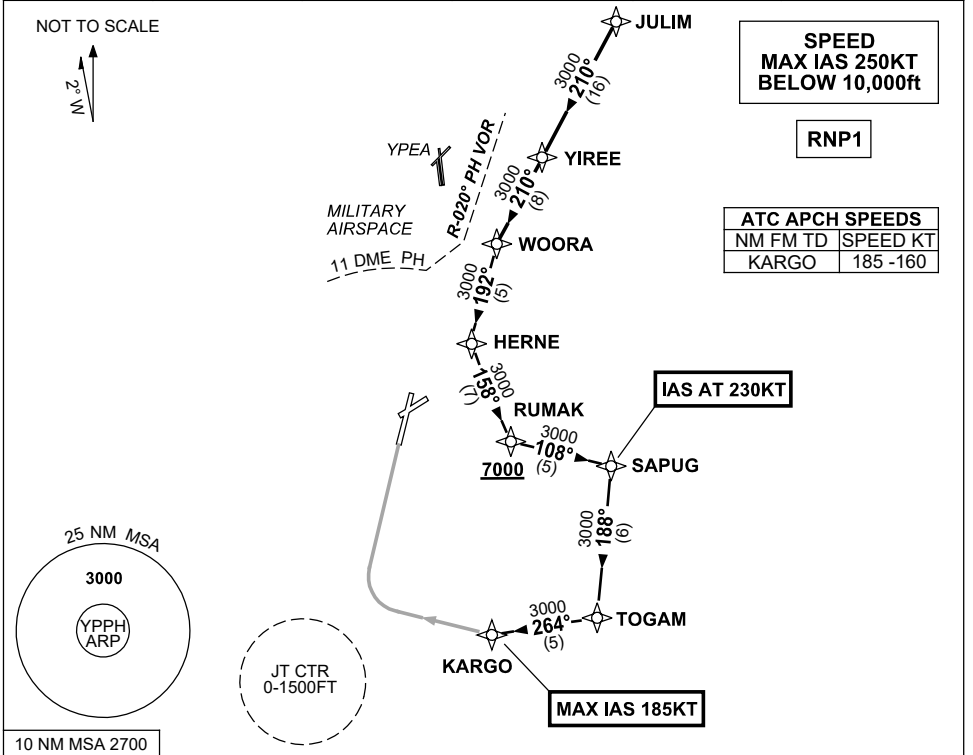 NOT TO SCALE
2° W
JULIM
3000
210°
(16)
SPEED
MAX IAS 250KT
BELOW 10,000ft
RNP1
YPEA
R-020° PH VOR
YIREE
3000
210°
(8)
MILITARY
AIRSPACE
11 DME PH
WOORA
ATC APCH SPEEDS
NM FM TD SPEED KT
KARGO 185 -160
3000
192°
(5)
HERNE
3000
158°
(7)
RUMAK
7000
3000
108°
(5)
IAS AT 230KT
SAPUG
3000
188°
(6)
TOGAM
3000
264°
(5)
KARGO
MAX IAS 185KT
25 NM MSA
3000
YPPH
ARP
JT CTR
0-1500FT
10 NM MSA 2700